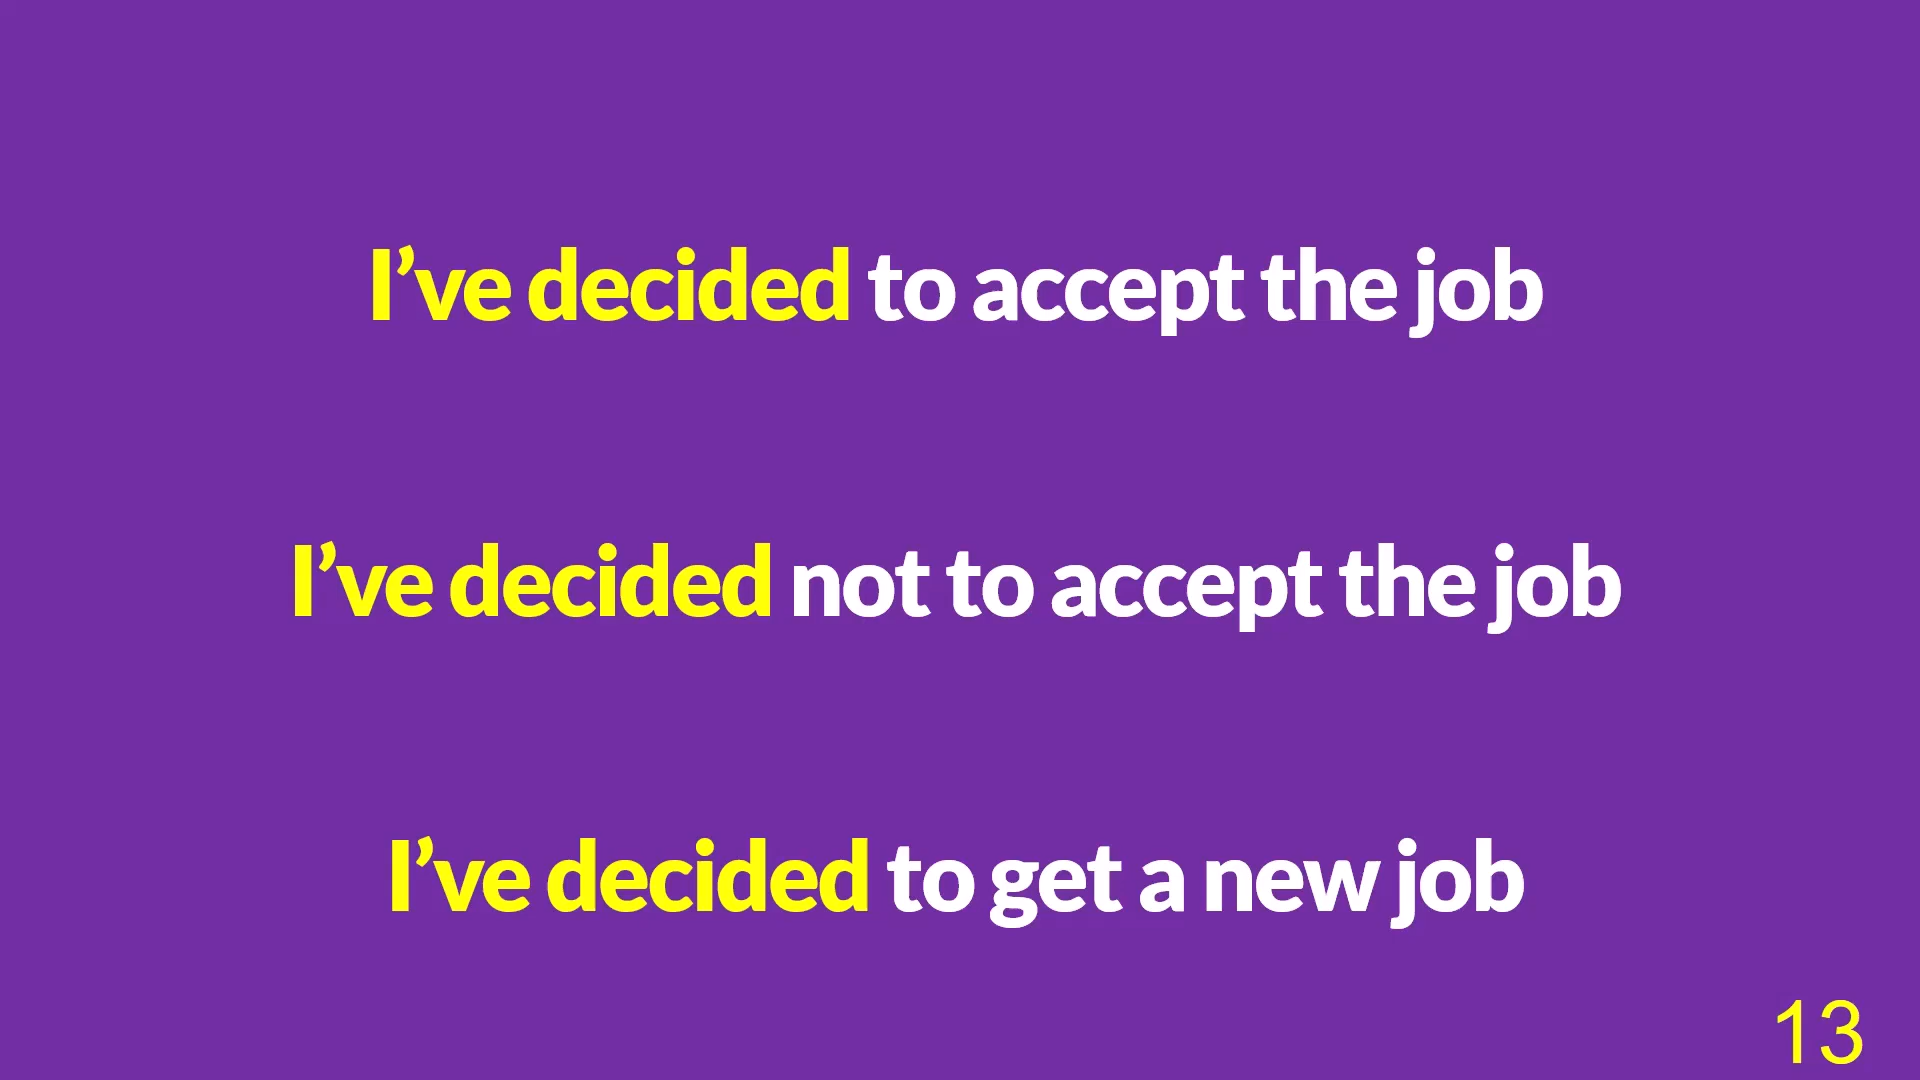 I’ve decided to accept the job
I’ve decided not to accept the job
I’ve decided to get a new job
13